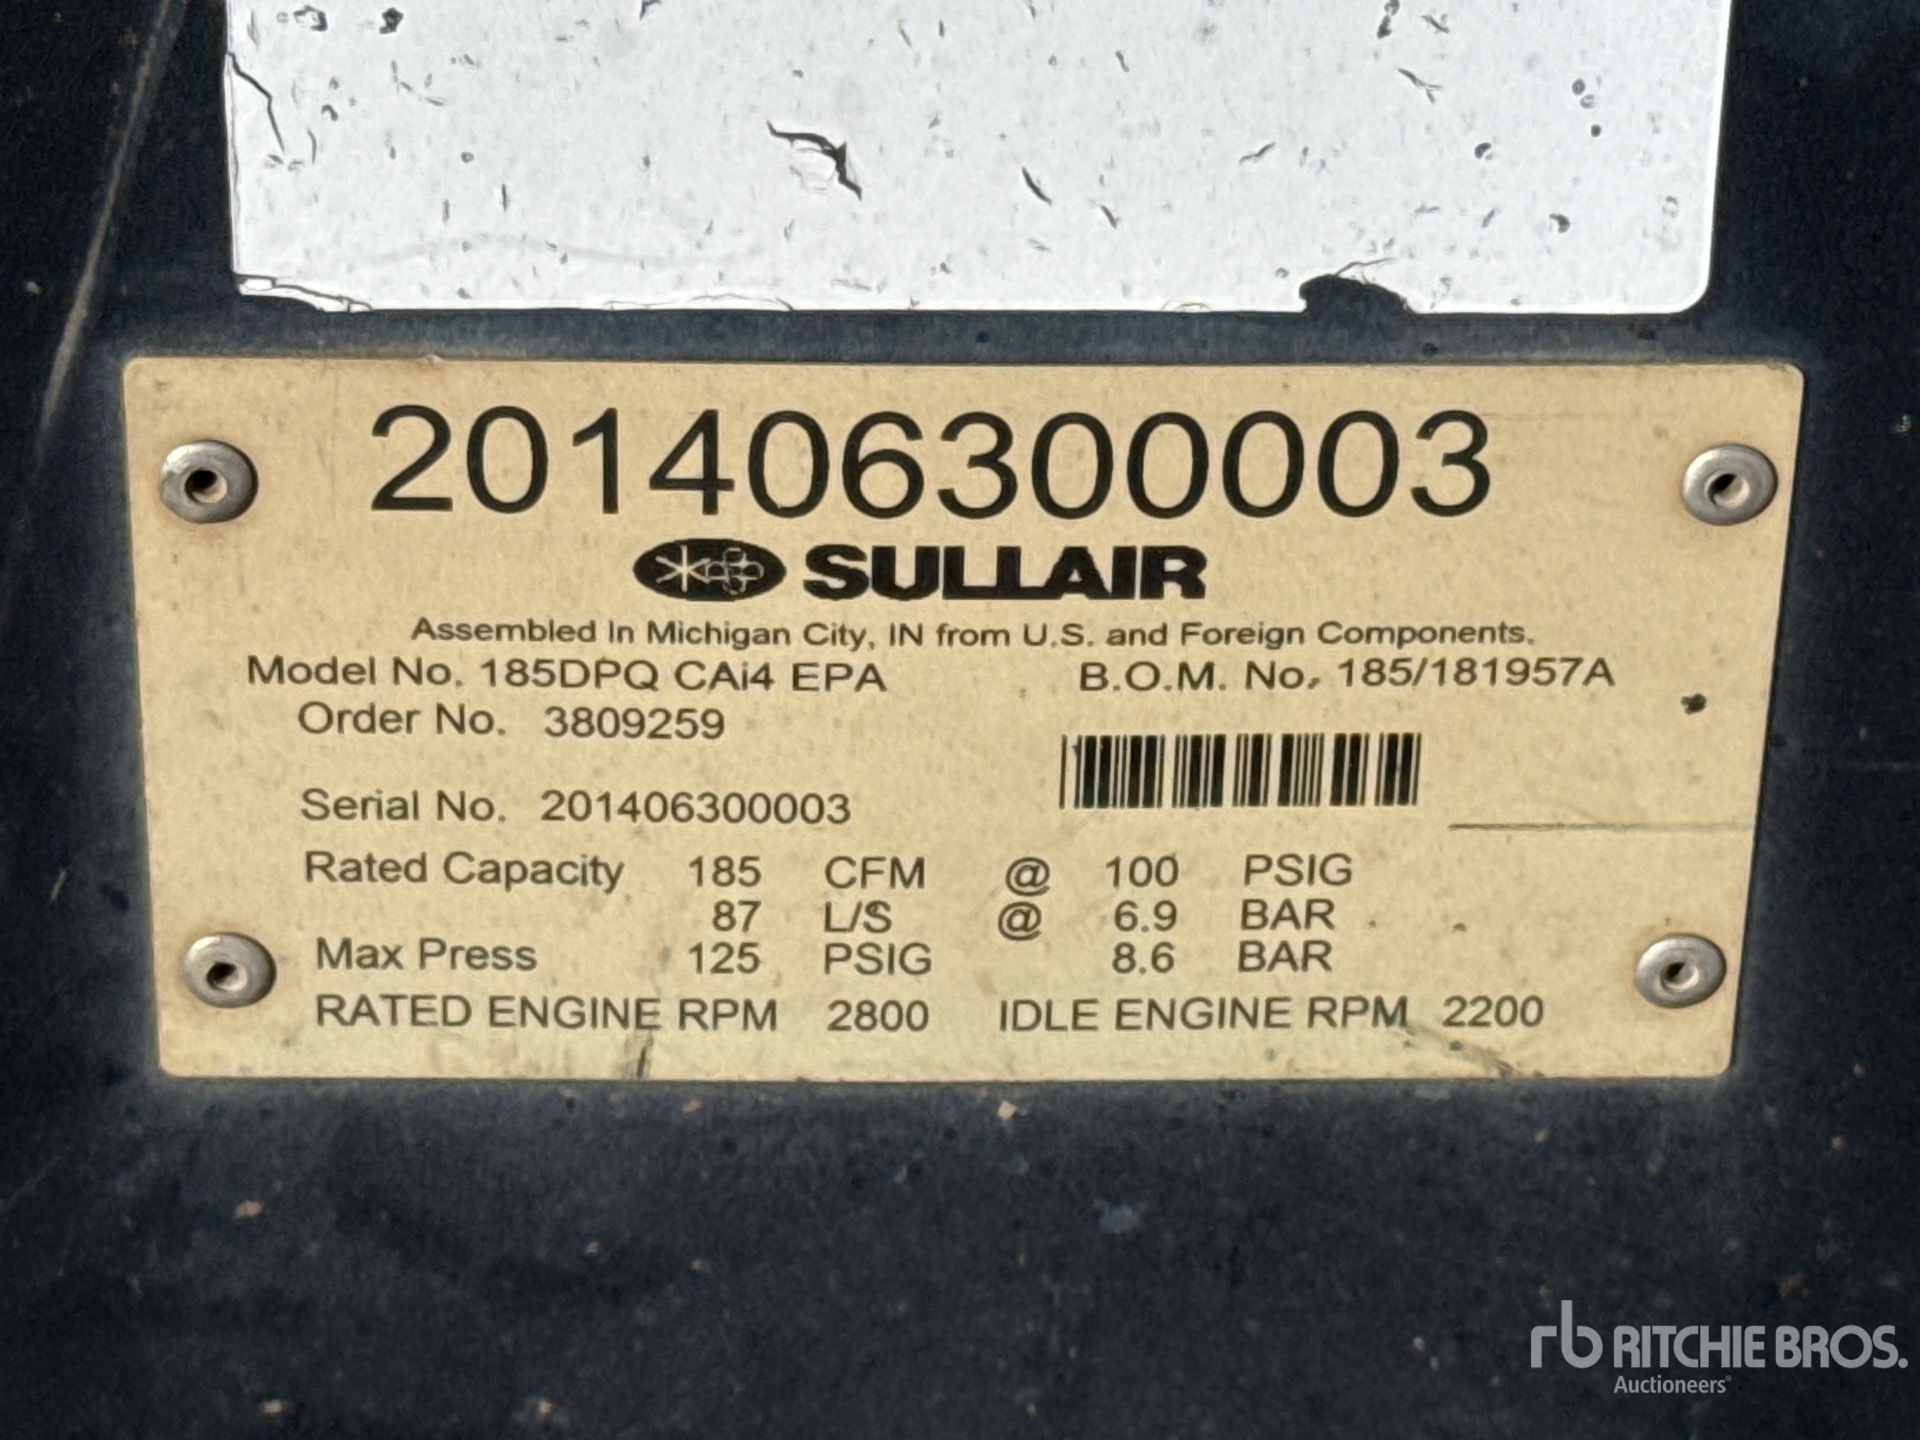 201406300003
SULLAIR
Assembled In Michigan City, IN from U.S. and Foreign Components.
Model No. 185DPQ CAi4 EPA B.O.M. No. 185/181957A
Order No. 3809259
Serial No. 201406300003
Rated Capacity 185 CFM @ 100 PSIG
87 L/S @ 6.9 BAR
Max Press 125 PSIG 8.6 BAR
RATED ENGINE RPM 2800 IDLE ENGINE RPM 2200
rb RITCHIE BROS.
Auctioneers